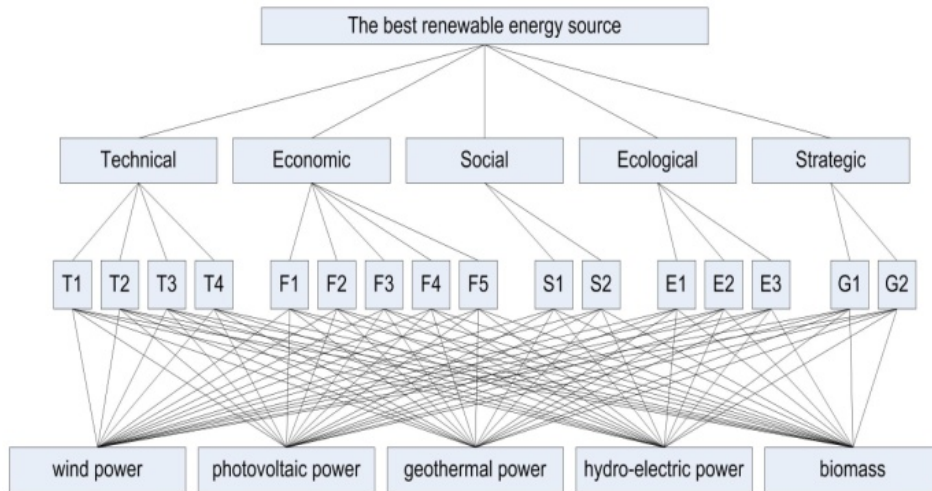 The best renewable energy source
Technical Economic Social Ecological Strategic
T1 T2 T3 T4 F1 F2 F3 F4 F5 S1 S2 E1 E2 E3 G1 G2
wind power photovoltaic power geothermal power hydro-electric power biomass